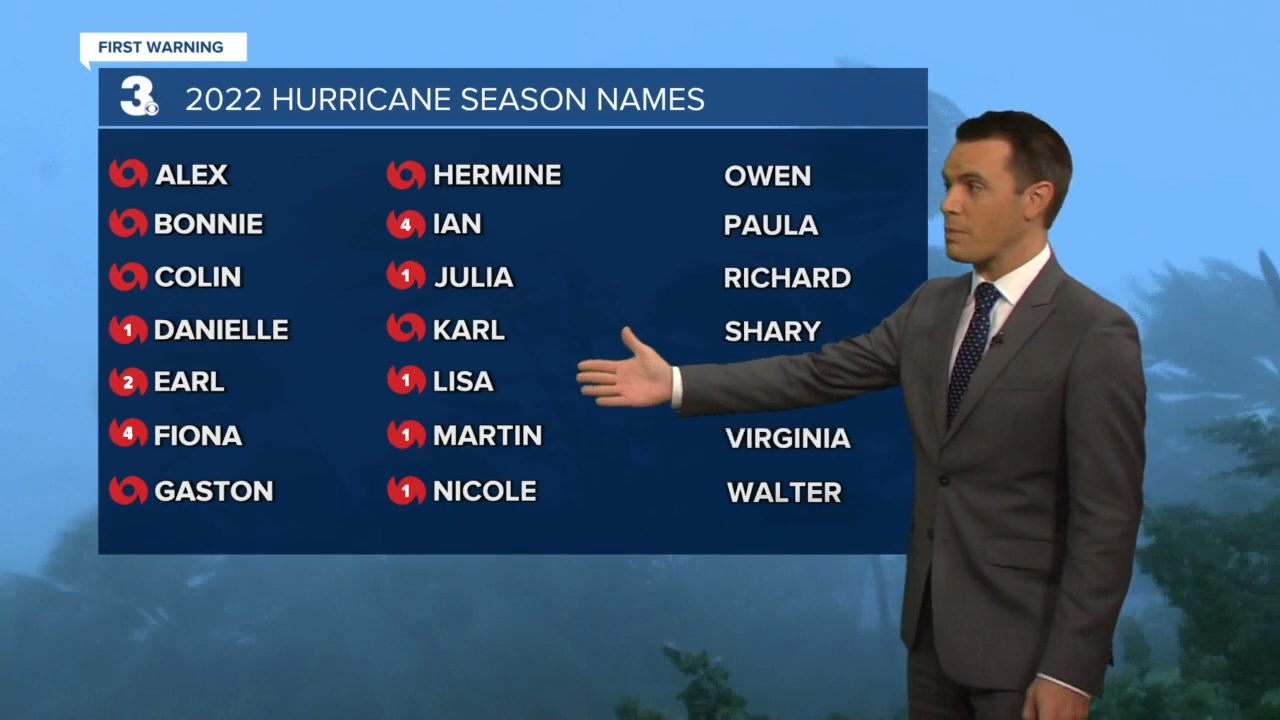 FIRST WARNING
3 2022 HURRICANE SEASON NAMES
ALEX
BONNIE
COLIN
1 DANIELLE
2 EARL
4 FIONA
GASTON
HERMINE
4 IAN
1 JULIA
KARL
1 LISA
1 MARTIN
1 NICOLE
OWEN
PAULA
RICHARD
SHARY
VIRGINIA
WALTER